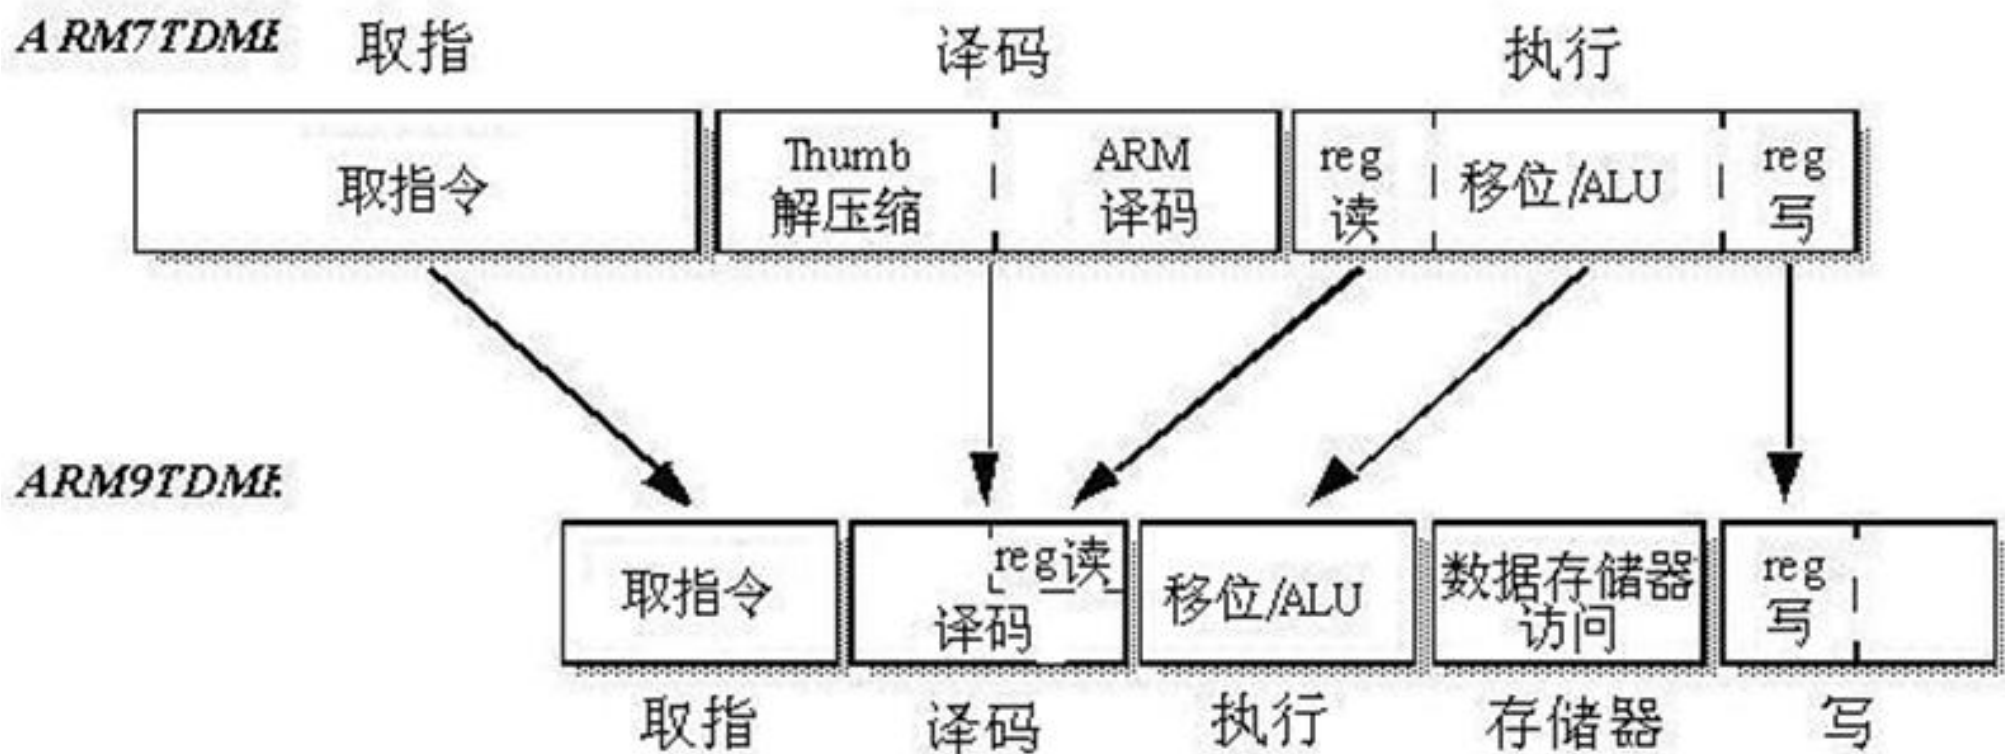 ARM7TDMI
取指 译码 执行
取指令
Thumb
解压缩
ARM
译码
reg
读
移位/ALU
reg
写
ARM9TDMI
取指令
reg读
译码
移位/ALU
数据存储器
访问
reg
写
取指 译码 执行 存储器 写